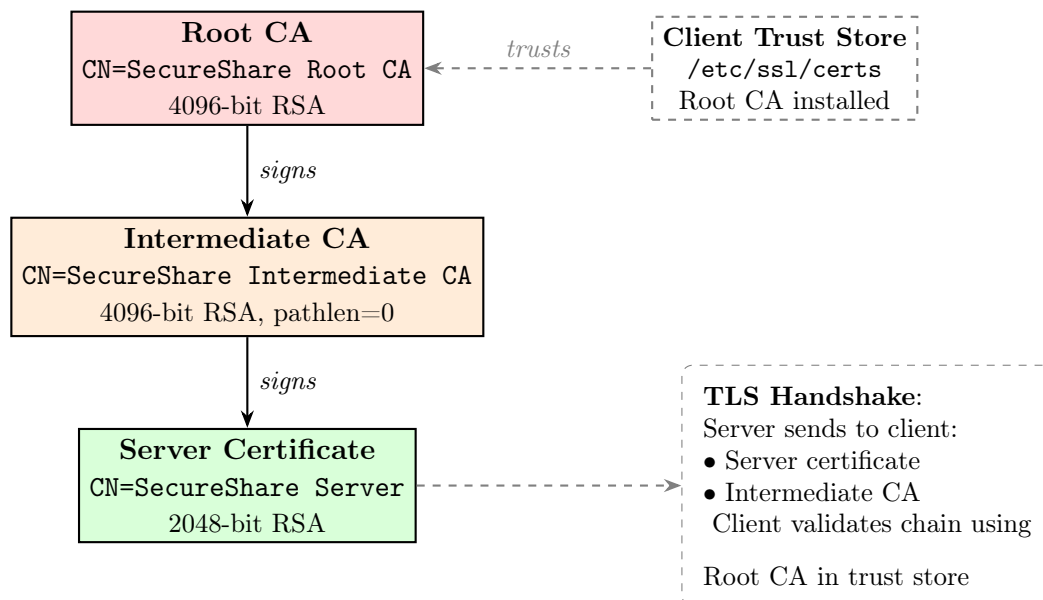 Root CA
CN=SecureShare Root CA
4096-bit RSA
trusts
Client Trust Store
/etc/ssl/certs
Root CA installed
signs
Intermediate CA
CN=SecureShare Intermediate CA
4096-bit RSA, pathlen=0
signs
Server Certificate
CN=SecureShare Server
2048-bit RSA
TLS Handshake:
Server sends to client:
• Server certificate
• Intermediate CA
Client validates chain using
Root CA in trust store